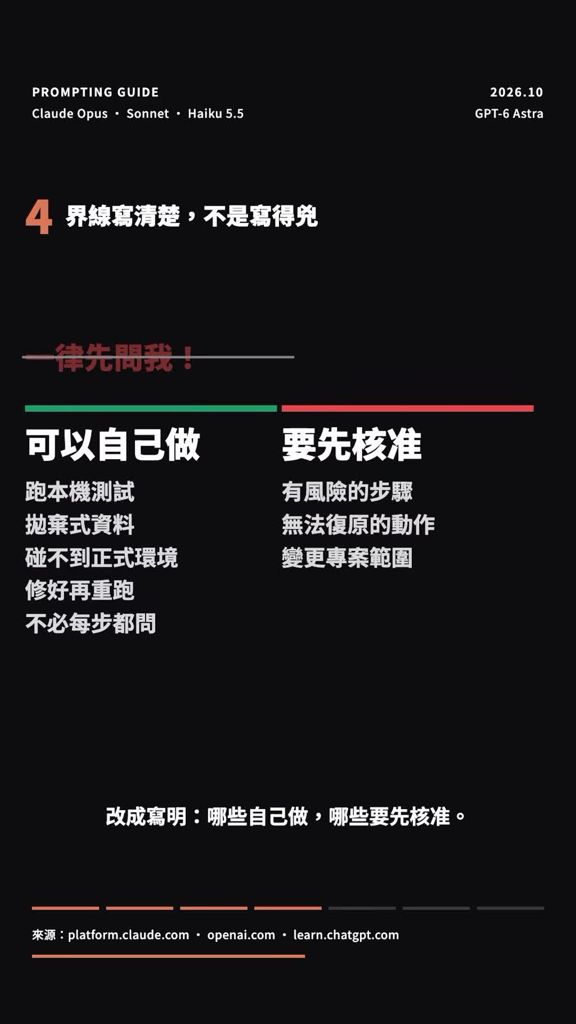 PROMPTING GUIDE
2026.10
Claude Opus · Sonnet · Haiku 5.5
GPT-6 Astra
4 界線寫清楚，不是寫得兇
一律先問我！
可以自己做
跑本機測試
拋棄式資料
碰不到正式環境
修好再重跑
不必每步都問
要先核准
有風險的步驟
無法復原的動作
變更專案範圍
改成寫明：哪些自己做，哪些要先核准。
來源：platform.claude.com · openai.com · learn.chatgpt.com